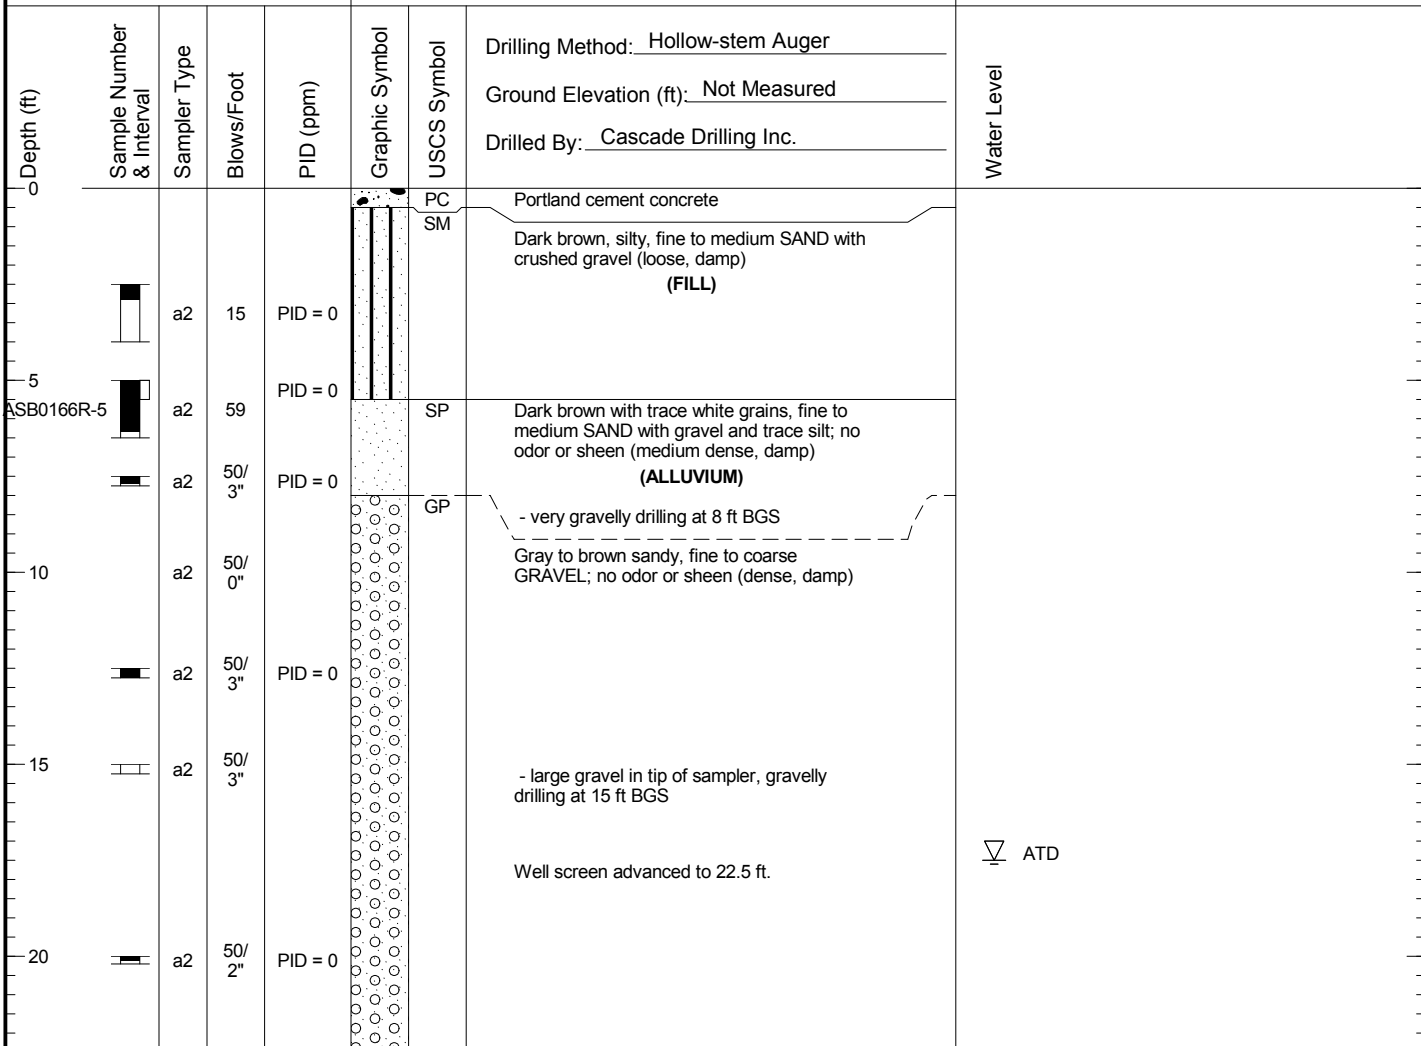 Depth (ft)
Sample Number
& Interval
Sampler Type
Blows/Foot
PID (ppm)
Graphic Symbol
USCS Symbol
Drilling Method: Hollow-stem Auger
Ground Elevation (ft): Not Measured
Drilled By: Cascade Drilling Inc.
Water Level
0
PC
Portland cement concrete
SM
Dark brown, silty, fine to medium SAND with
crushed gravel (loose, damp)
(FILL)
a2
15
PID = 0
5
PID = 0
ASB0166R-5
a2
59
SP
Dark brown with trace white grains, fine to
medium SAND with gravel and trace silt; no
odor or sheen (medium dense, damp)
(ALLUVIUM)
a2
50/
3"
PID = 0
GP
- very gravelly drilling at 8 ft BGS
Gray to brown sandy, fine to coarse
GRAVEL; no odor or sheen (dense, damp)
10
a2
50/
0"
a2
50/
3"
PID = 0
15
a2
50/
3"
- large gravel in tip of sampler, gravelly
drilling at 15 ft BGS
ATD
Well screen advanced to 22.5 ft.
20
a2
50/
2"
PID = 0